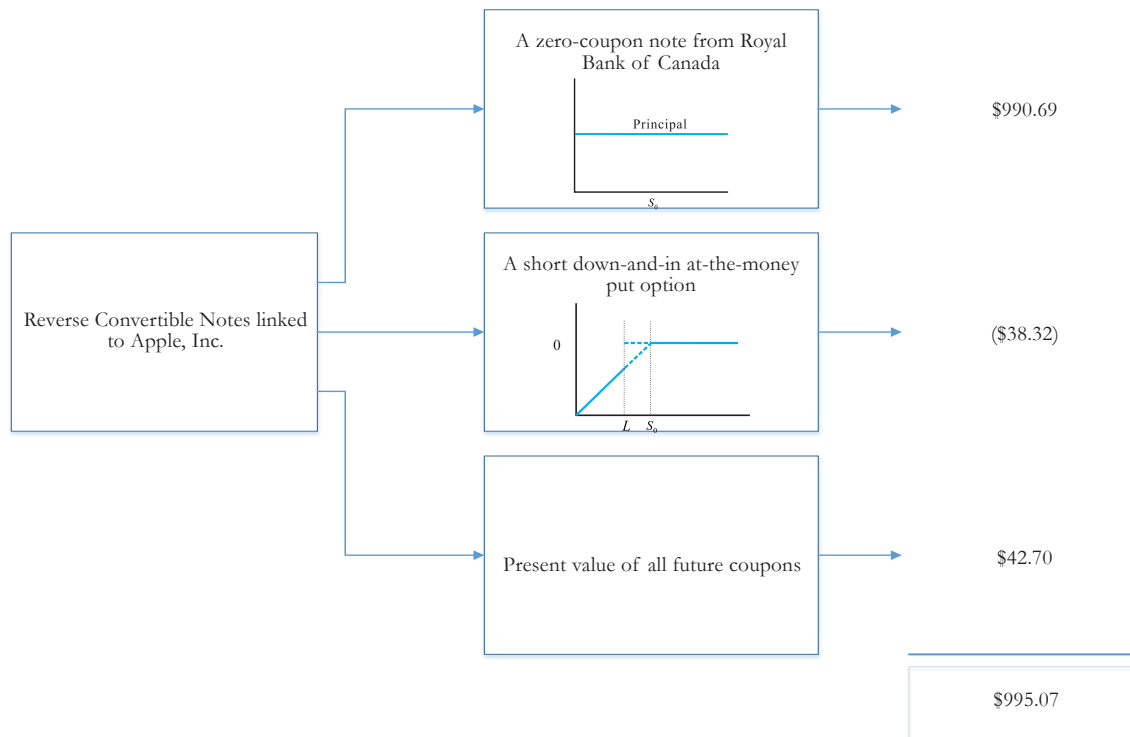 A zero-coupon note from Royal
Bank of Canada
Principal
S₀
$990.69
Reverse Convertible Notes linked
to Apple, Inc.
A short down-and-in at-the-money
put option
0
L S₀
($38.32)
Present value of all future coupons
$42.70
$995.07